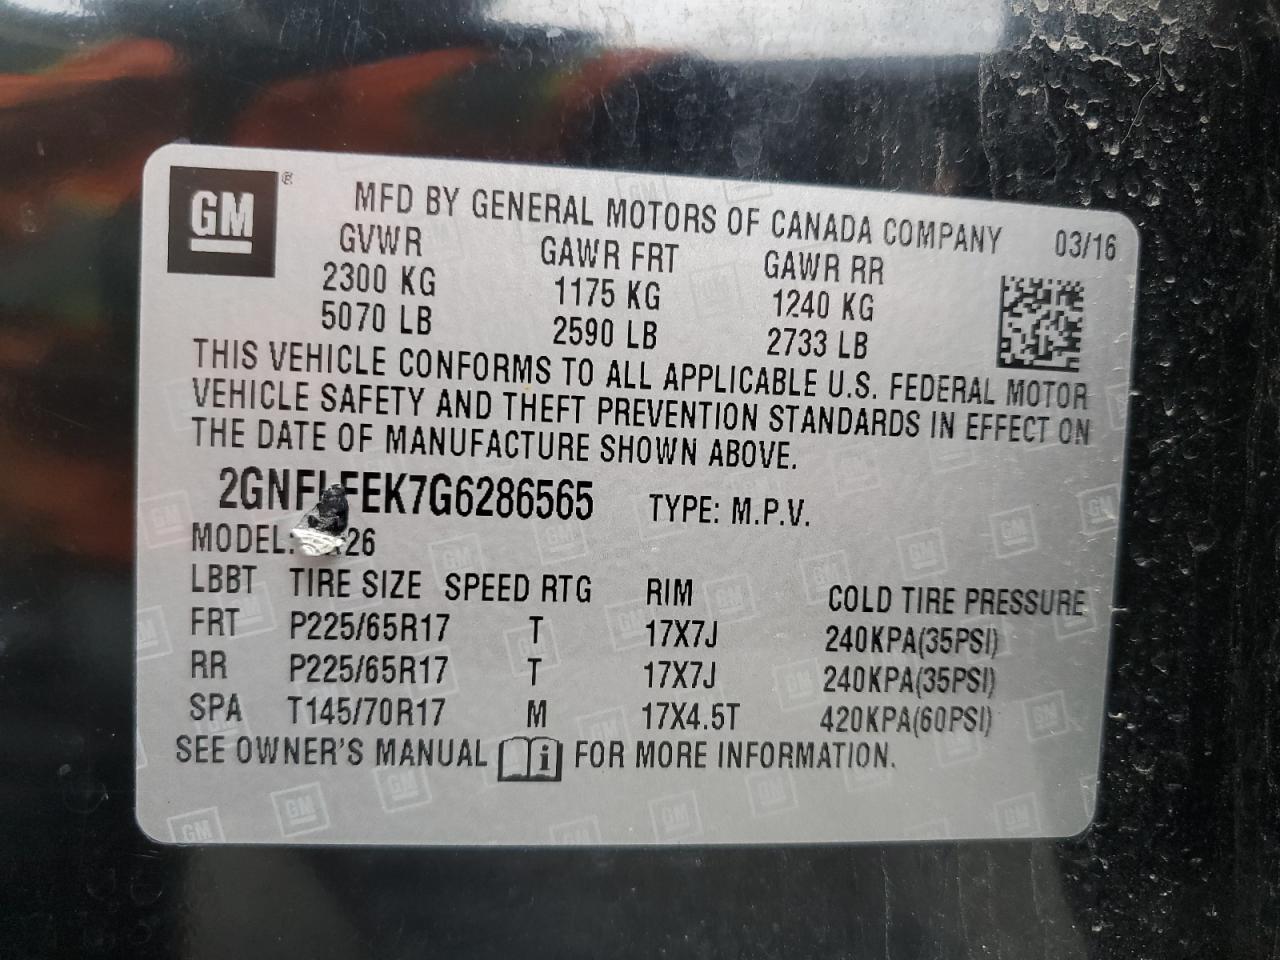 GM ®
MFD BY GENERAL MOTORS OF CANADA COMPANY 03/16
GVWR GAWR FRT GAWR RR
2300 KG 1175 KG 1240 KG
5070 LB 2590 LB 2733 LB
THIS VEHICLE CONFORMS TO ALL APPLICABLE U.S. FEDERAL MOTOR
VEHICLE SAFETY AND THEFT PREVENTION STANDARDS IN EFFECT ON
THE DATE OF MANUFACTURE SHOWN ABOVE.
2GNFLFEK7G6286565 TYPE: M.P.V.
MODEL: 26
LBBT TIRE SIZE SPEED RTG RIM COLD TIRE PRESSURE
FRT P225/65R17 T 17X7J 240KPA(35PSI)
RR P225/65R17 T 17X7J 240KPA(35PSI)
SPA T145/70R17 M 17X4.5T 420KPA(60PSI)
SEE OWNER'S MANUAL i FOR MORE INFORMATION.